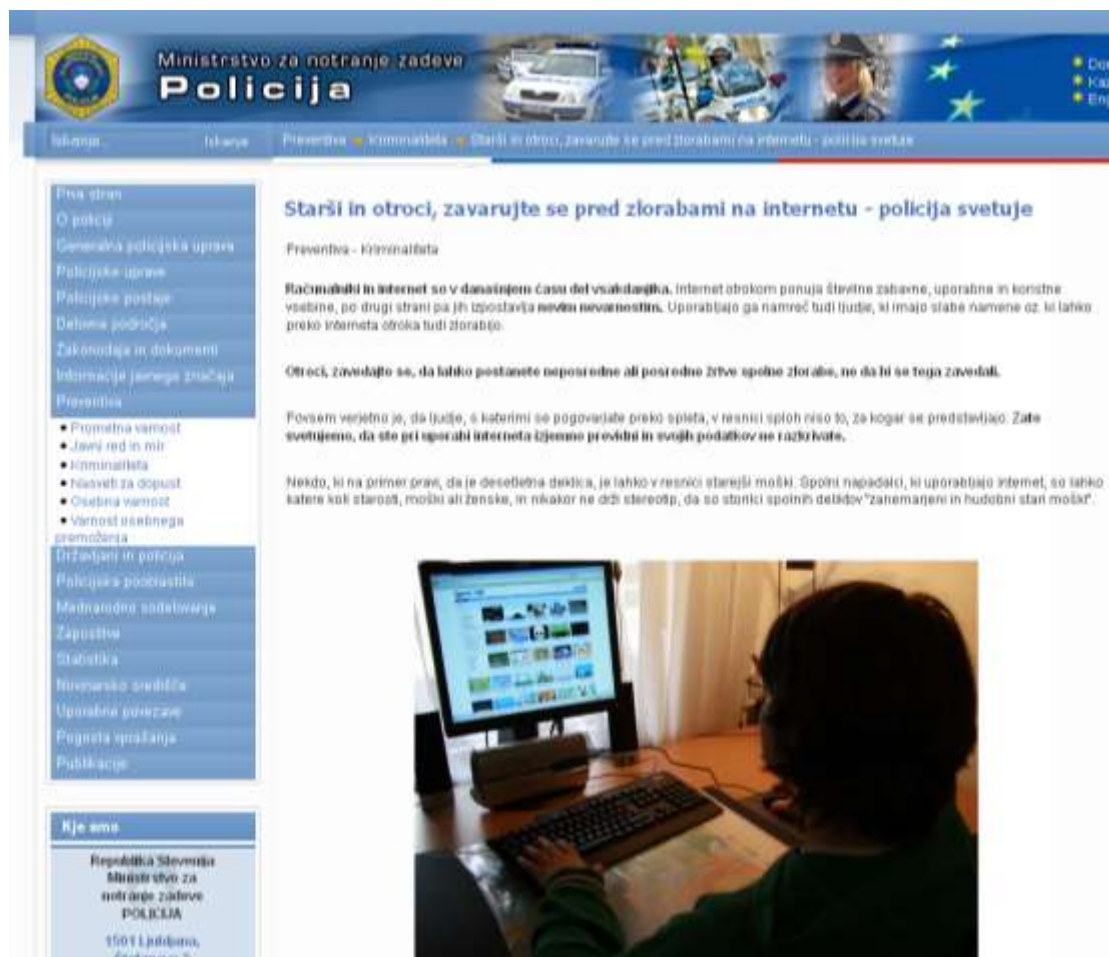 Ministrstvo za notranje zadeve
Policija
Iskanje
Preventiva Kriminaliteta Starši in otroci, zavarujte se pred zlorabami na internetu - policija svetuje
Prva stran
O policiji
Generalna policijska uprava
Policijske uprave
Policijske postaje
Delovna področja
Zakonodaja in dokumenti
Informacije javnega značaja
Preventiva
Prometna varnost
Javni red in mir
Kriminaliteta
Nasveti za dopust
Osebna varnost
Varnost osebnega
premoženja
Državljani in policija
Policijska pooblastila
Mednarodno sodelovanje
Zaposlitve
Statistika
Novinarsko središče
Uporabne povezave
Pogosta vprašanja
Publikacije
Kje smo
Republika Slovenija
Ministrstvo za
notranje zadeve
POLICIJA
1501 Ljubljana,
Starši in otroci, zavarujte se pred zlorabami na internetu - policija svetuje
Preventiva - Kriminaliteta
Računalniki in internet so v današnjem času del vsakdanjika. Internet otrokom ponuja številne zabavne, uporabne in koristne
vsebine, po drugi strani pa jih izpostavlja novim nevarnostim. Uporabljajo ga namreč tudi ljudje, ki imajo slabe namene oz. ki lahko
preko interneta otroka tudi zlorabijo.
Otroci, zavedajte se, da lahko postanete neposredne ali posredne žrtve spolne zlorabe, ne da bi se tega zavedali.
Povsem verjetno je, da ljudje, s katerimi se pogovarjate preko spleta, v resnici sploh niso to, za kogar se predstavljajo. Zato
svetujemo, da ste pri uporabi interneta izjemno previdni in svojih podatkov ne razkrivate.
Nekdo, ki na primer pravi, da je desetletna deklica, je lahko v resnici starejši moški. Spolni napadalci, ki uporabljajo internet, so lahko
katere koli starosti, moški ali ženske, in nikakor ne drži stereotip, da so storilci spolnih deliktov "zanemarjeni in hudobni stari moški".